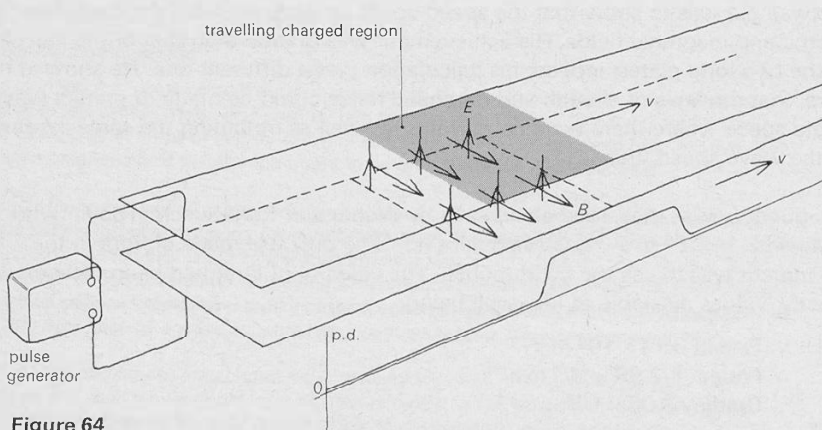 travelling charged region
E
v
v
B
p.d.
0
pulse
generator
Figure 64